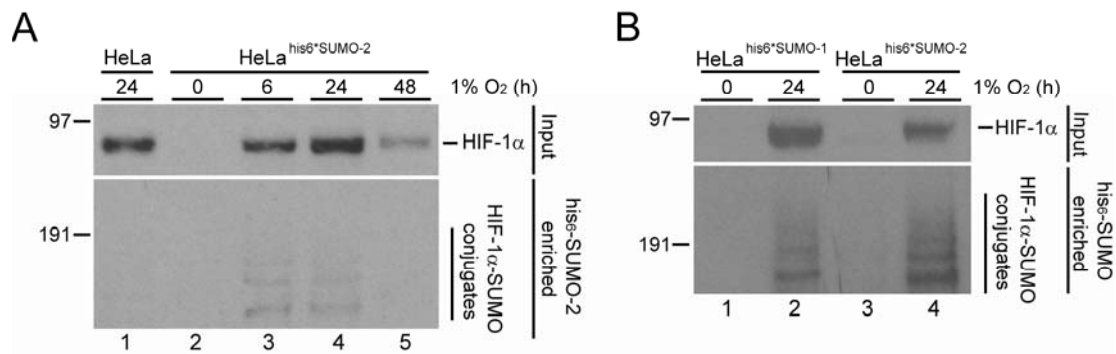 A
HeLa HeLa his6*SUMO-2
24 0 6 24 48 1% O2 (h)
97
HIF-1α
Input
191
HIF-1α-SUMO
conjugates
his6-SUMO-2
enriched
1 2 3 4 5
B
HeLa his6*SUMO-1 HeLa his6*SUMO-2
0 24 0 24 1% O2 (h)
97
HIF-1α
Input
191
HIF-1α-SUMO
conjugates
his6-SUMO
enriched
1 2 3 4